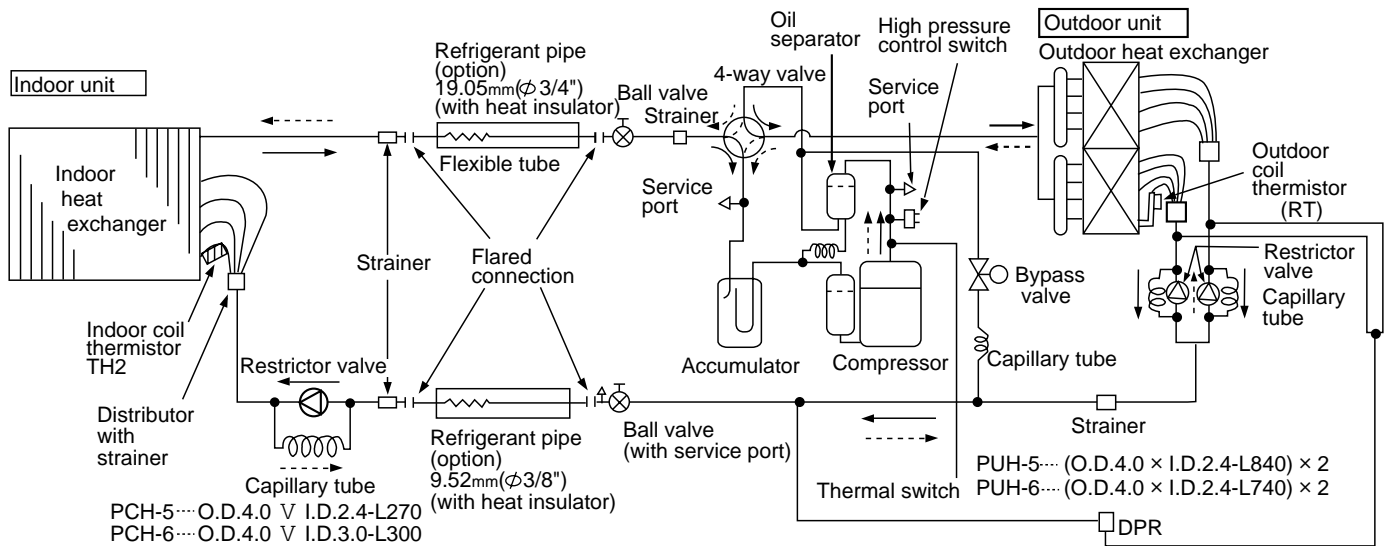 Indoor unit
Refrigerant pipe
(option)
19.05mm(ϕ3/4")
(with heat insulator)
Flexible tube
Ball valve
Strainer
4-way valve
Oil
separator
High pressure
control switch
Service
port
Outdoor unit
Outdoor heat exchanger
Indoor
heat
exchanger
Service
port
Outdoor
coil
thermistor
(RT)
Strainer
Flared
connection
Restrictor
valve
Bypass
valve
Capillary
tube
Indoor coil
thermistor
TH2
Accumulator
Compressor
Capillary tube
Restrictor valve
Distributor
with
strainer
Refrigerant pipe
(option)
9.52mm(ϕ3/8")
(with heat insulator)
Ball valve
(with service port)
Strainer
Thermal switch
Capillary tube
PCH-5····O.D.4.0 V I.D.2.4-L270
PCH-6····O.D.4.0 V I.D.3.0-L300
PUH-5···· (O.D.4.0 × I.D.2.4-L840) × 2
PUH-6···· (O.D.4.0 × I.D.2.4-L740) × 2
DPR